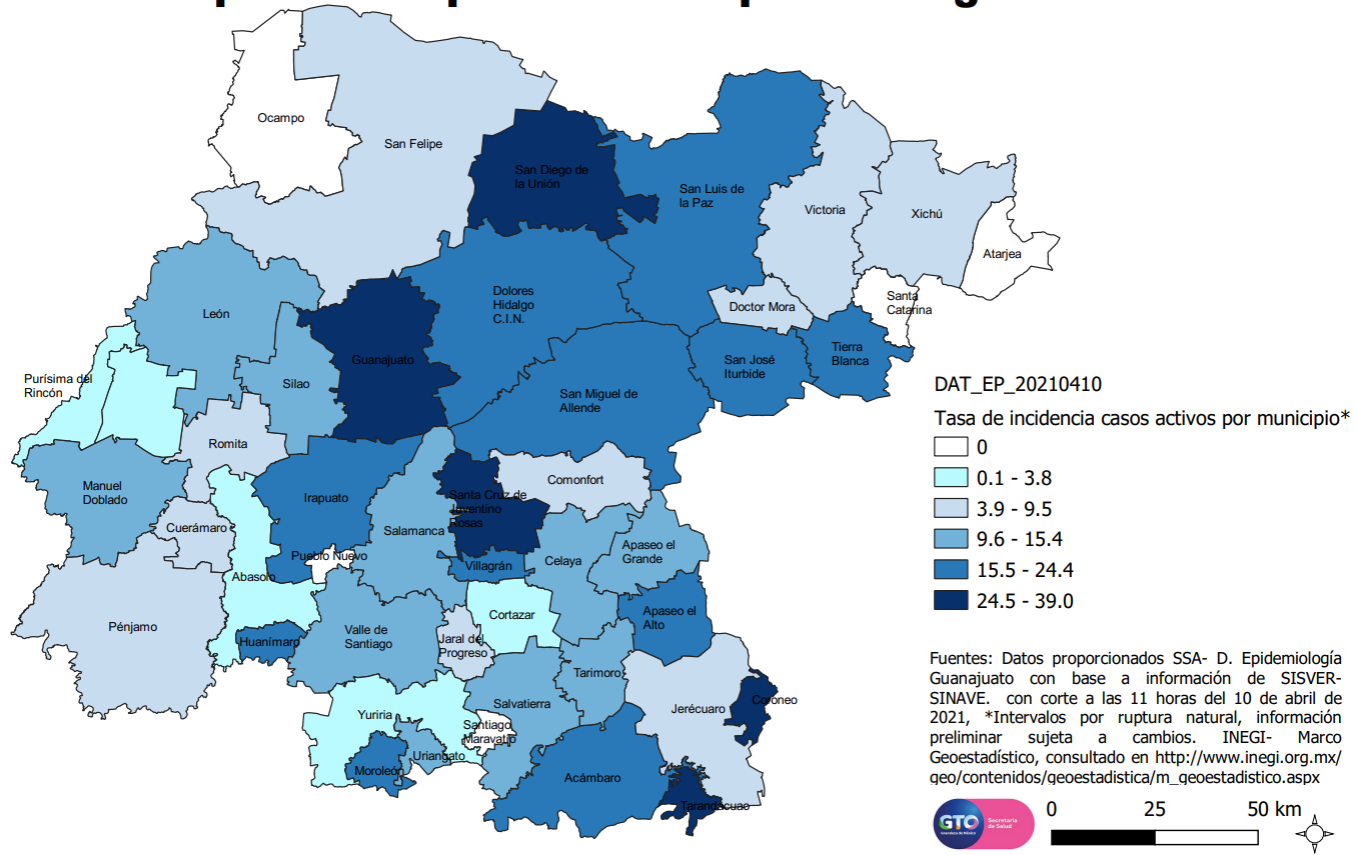 Ocampo
San Felipe
San Diego de
la Unión
San Luis de
la Paz
Victoria
Xichú
Atarjea
Santa
Catarina
Doctor Mora
Dolores
Hidalgo
C.I.N.
León
Guanajuato
Silao
Purísima del
Rincón
San José
Iturbide
Tierra
Blanca
San Miguel de
Allende
Romita
Manuel
Doblado
Cuerámaro
Irapuato
Salamanca
Santa Cruz de
Juventino
Rosas
Comonfort
Pueblo Nuevo
Abasolo
Villagrán
Celaya
Apaseo el
Grande
Pénjamo
Huanímaro
Valle de
Santiago
Jaral del
Progreso
Cortazar
Apaseo el
Alto
Tarimoro
Yuriria
Salvatierra
Santiago
Maravatío
Uriangato
Moroleón
Jerécuaro
Coroneo
Acámbaro
Tarandacuao
DAT_EP_20210410
Tasa de incidencia casos activos por municipio*
0
0.1 - 3.8
3.9 - 9.5
9.6 - 15.4
15.5 - 24.4
24.5 - 39.0
Fuentes: Datos proporcionados SSA- D. Epidemiología
Guanajuato con base a información de SISVER-
SINAVE. con corte a las 11 horas del 10 de abril de
2021, *Intervalos por ruptura natural, información
preliminar sujeta a cambios. INEGI- Marco
Geoestadístico, consultado en http://www.inegi.org.mx/
geo/contenidos/geoestadistica/m_geoestadistico.aspx
GTO
Secretaría
de Salud
0 25 50 km